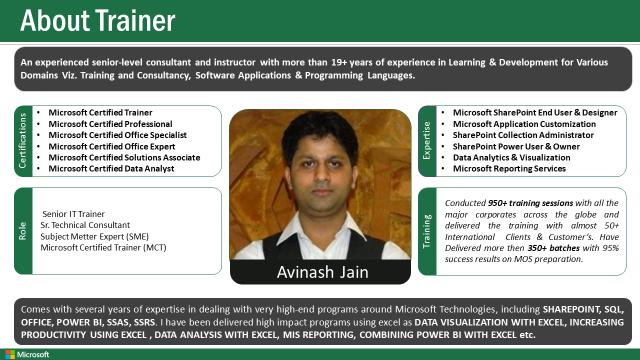 About Trainer
An experienced senior-level consultant and instructor with more than 19+ years of experience in Learning & Development for Various
Domains Viz. Training and Consultancy, Software Applications & Programming Languages.
Certifications
• Microsoft Certified Trainer
• Microsoft Certified Professional
• Microsoft Certified Office Specialist
• Microsoft Certified Office Expert
• Microsoft Certified Solutions Associate
• Microsoft Certified Data Analyst
Expertise
• Microsoft SharePoint End User & Designer
• Microsoft Application Customization
• SharePoint Collection Administrator
• SharePoint Power User & Owner
• Data Analytics & Visualization
• Microsoft Reporting Services
Role
Senior IT Trainer
Sr. Technical Consultant
Subject Metter Expert (SME)
Microsoft Certified Trainer (MCT)
Avinash Jain
Training
Conducted 950+ training sessions with all the
major corporates across the globe and
delivered the training with almost 50+
International Clients & Customer's. Have
Delivered more then 350+ batches with 95%
success results on MOS preparation.
Comes with several years of expertise in dealing with very high-end programs around Microsoft Technologies, including SHAREPOINT, SQL,
OFFICE, POWER BI, SSAS, SSRS. I have been delivered high impact programs using excel as DATA VISUALIZATION WITH EXCEL, INCREASING
PRODUCTIVITY USING EXCEL , DATA ANALYSIS WITH EXCEL, MIS REPORTING, COMBINING POWER BI WITH EXCEL etc.
Microsoft